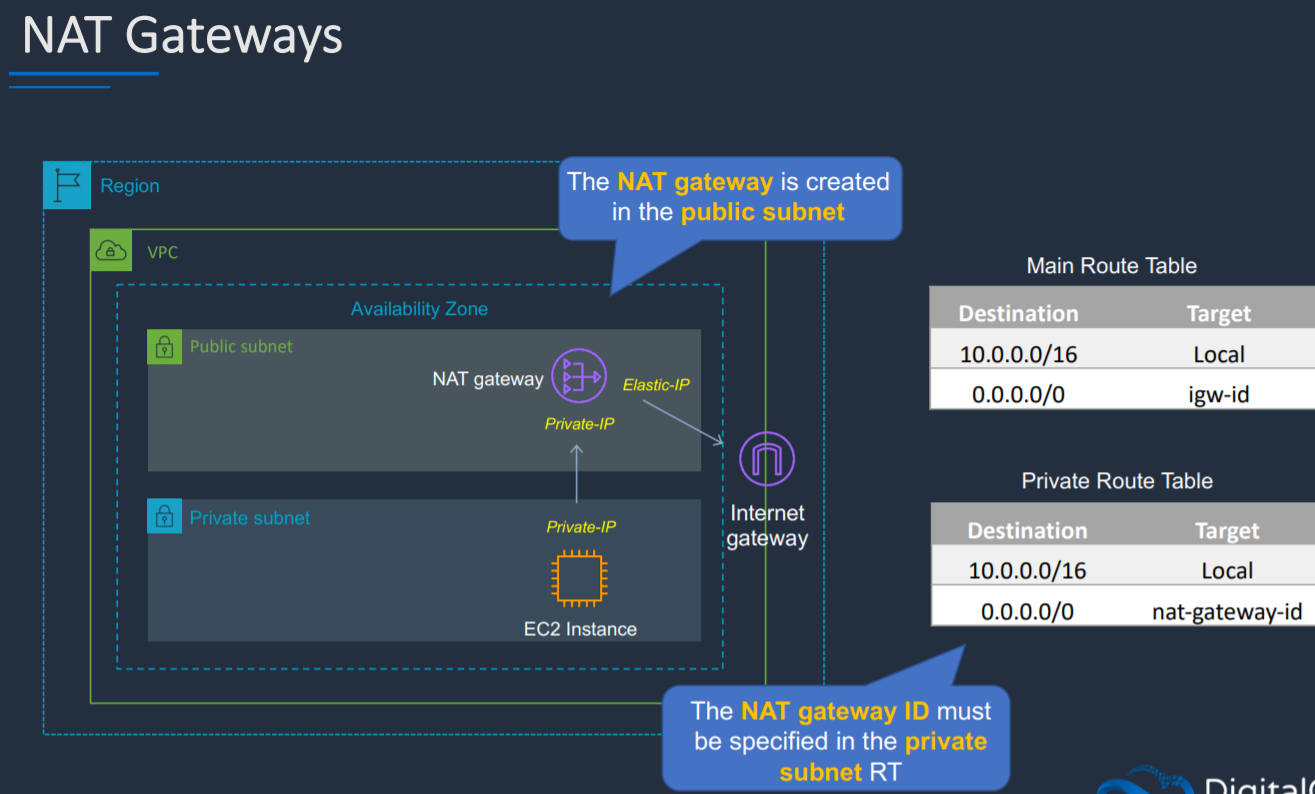 NAT Gateways
Region
The NAT gateway is created
in the public subnet
VPC
Availability Zone
Public subnet
NAT gateway
Elastic-IP
Private-IP
Private subnet
Private-IP
EC2 Instance
Internet
gateway
Main Route Table
Destination Target
10.0.0.0/16 Local
0.0.0.0/0 igw-id
Private Route Table
Destination Target
10.0.0.0/16 Local
0.0.0.0/0 nat-gateway-id
The NAT gateway ID must
be specified in the private
subnet RT